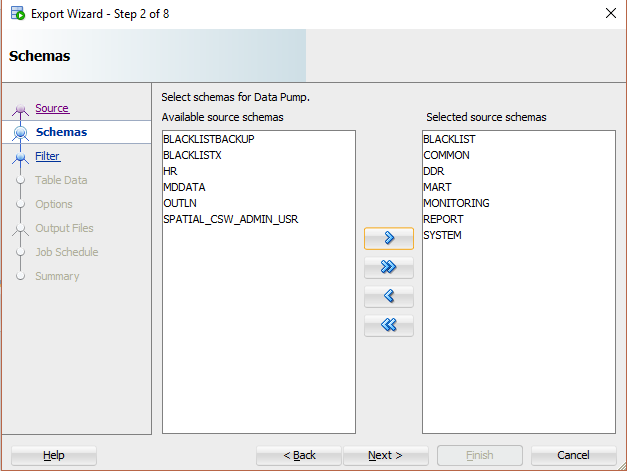 Export Wizard - Step 2 of 8
Schemas
Source
Schemas
Filter
Table Data
Options
Output Files
Job Schedule
Summary
Select schemas for Data Pump.
Available source schemas
BLACKLISTBACKUP
BLACKLISTX
HR
MDDATA
OUTLN
SPATIAL_CSW_ADMIN_USR
Selected source schemas
BLACKLIST
COMMON
DDR
MART
MONITORING
REPORT
SYSTEM
Help
< Back
Next >
Finish
Cancel